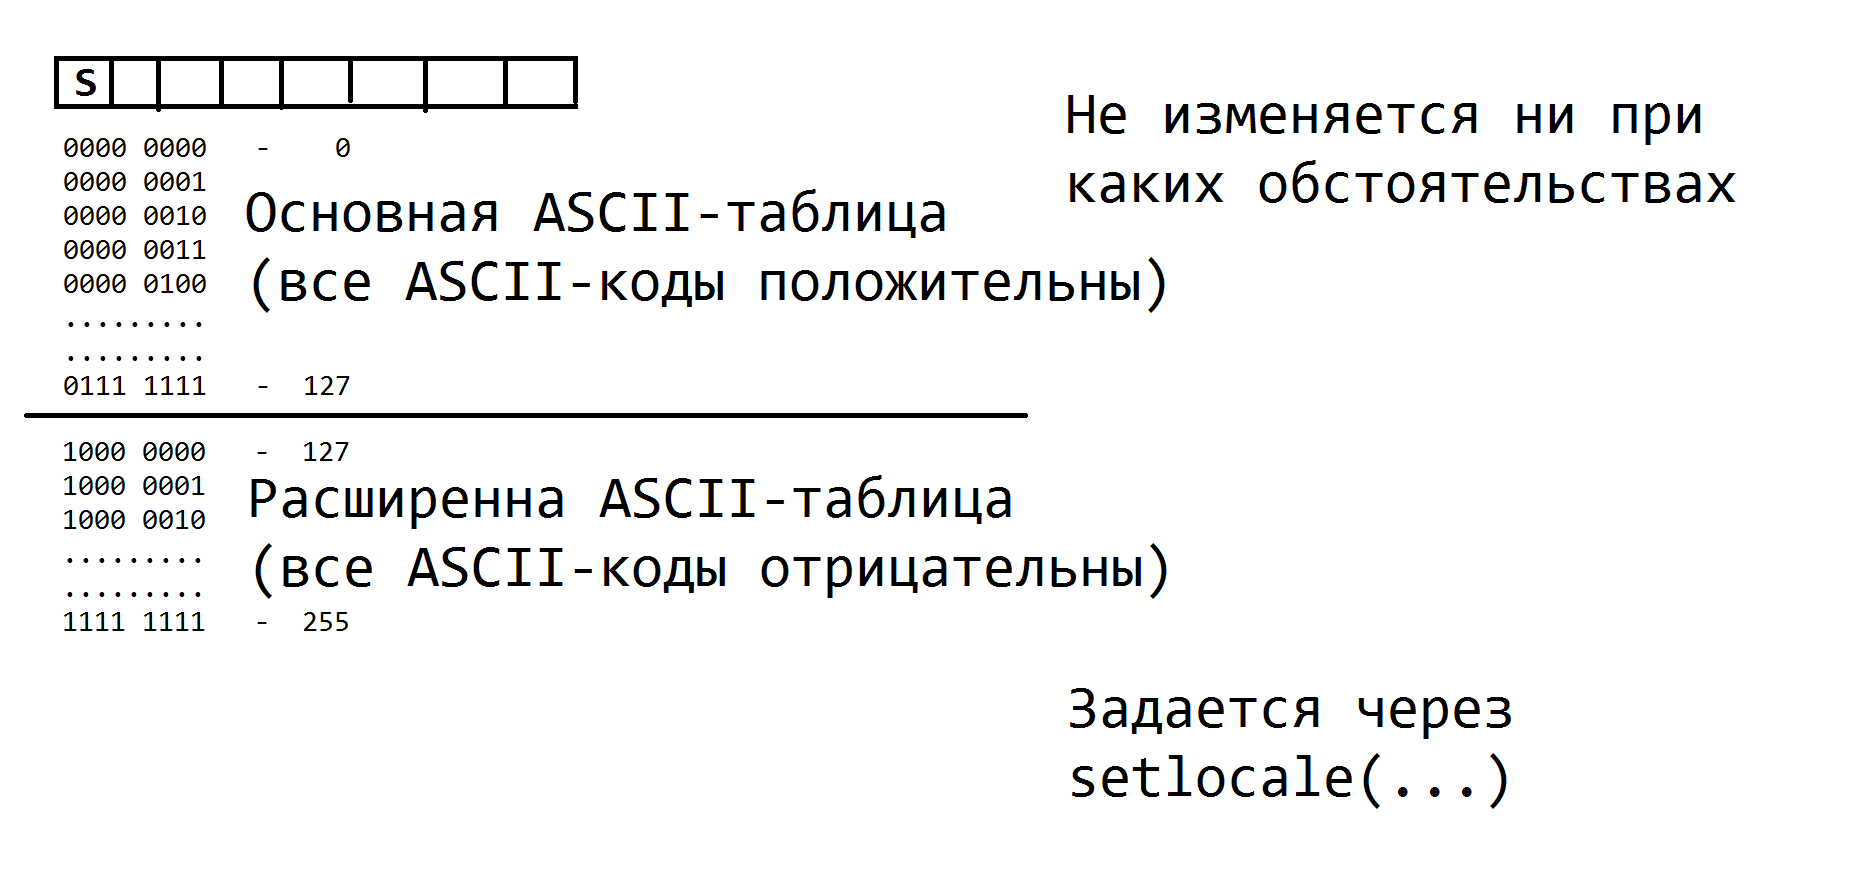 S
0000 0000 - 0
0000 0001
0000 0010
0000 0011
0000 0100
.........
.........
0111 1111 - 127
Основная ASCII-таблица
(все ASCII-коды положительны)
Не изменяется ни при
каких обстоятельствах
1000 0000 - 127
1000 0001
1000 0010
.........
.........
1111 1111 - 255
Расширенна ASCII-таблица
(все ASCII-коды отрицательны)
Задается через
setlocale(...)